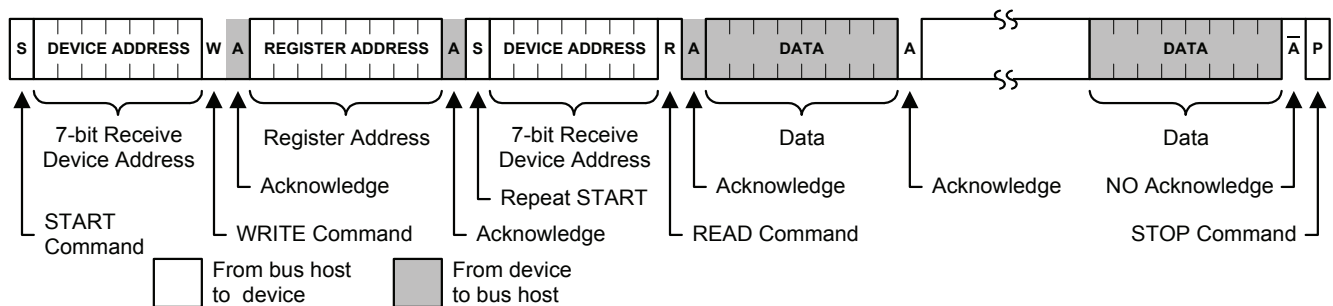 S DEVICE ADDRESS W A REGISTER ADDRESS A S DEVICE ADDRESS R A DATA A DATA A̅ P
7-bit Receive
Device Address
Register Address
7-bit Receive
Device Address
Data
Data
Acknowledge
Repeat START
Acknowledge
Acknowledge
NO Acknowledge
START
Command
WRITE Command
Acknowledge
READ Command
STOP Command
From bus host
to device
From device
to bus host